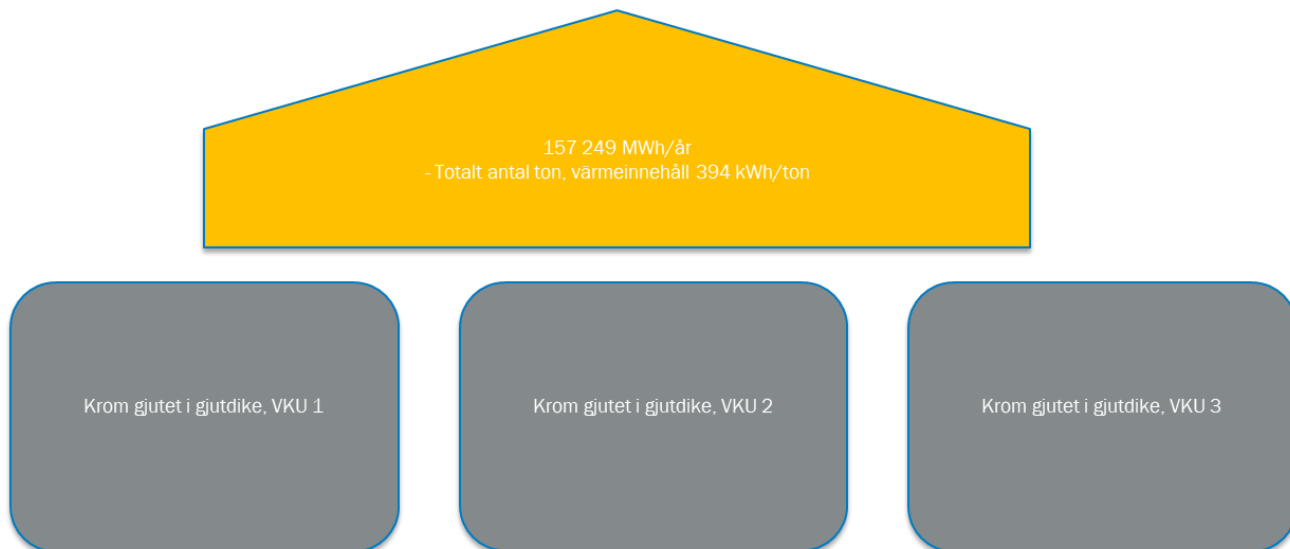 157 249 MWh/år
- Totalt antal ton, värmeinnehåll 394 kWh/ton
Krom gjutet i gjutdike, VKU 1
Krom gjutet i gjutdike, VKU 2
Krom gjutet i gjutdike, VKU 3